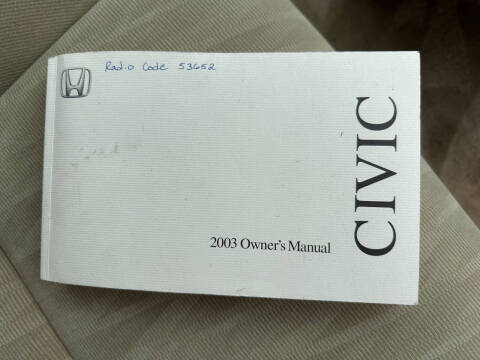 Radio Code 53652
CIVIC
2003 Owner's Manual